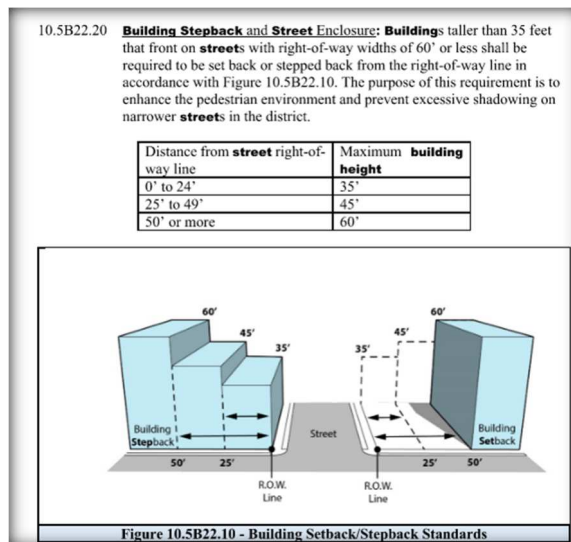 10.5B22.20 Building Stepback and Street Enclosure: Buildings taller than 35 feet
that front on streets with right-of-way widths of 60' or less shall be
required to be set back or stepped back from the right-of-way line in
accordance with Figure 10.5B22.10. The purpose of this requirement is to
enhance the pedestrian environment and prevent excessive shadowing on
narrower streets in the district.
Distance from street right-of-
way line
Maximum building
height
0' to 24' 35'
25' to 49' 45'
50' or more 60'
60'
45'
35'
Building
Stepback
50'
25'
R.O.W.
Line
Street
35'
45'
60'
Building
Setback
25'
50'
R.O.W.
Line
Figure 10.5B22.10 - Building Setback/Stepback Standards